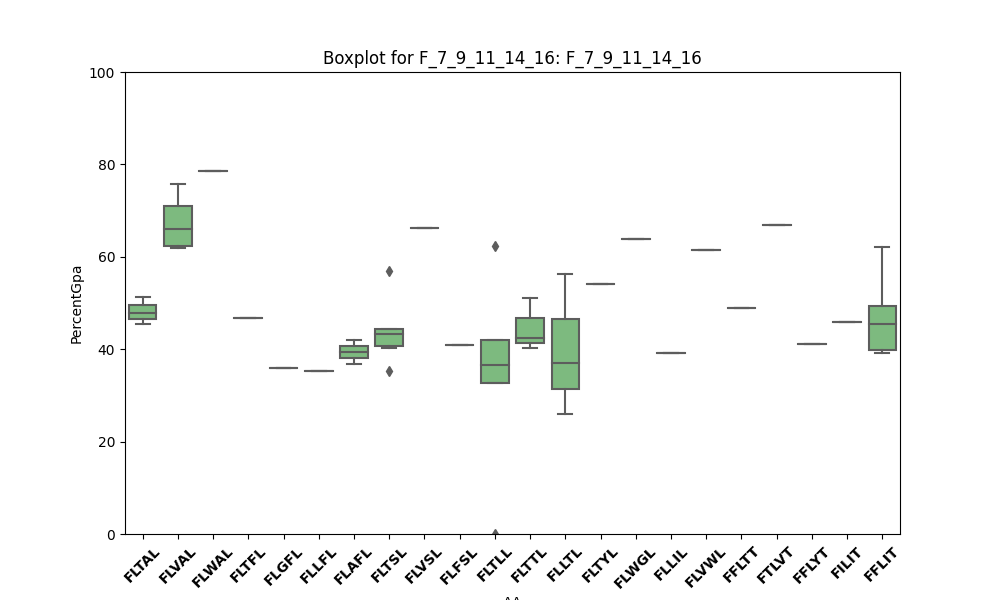 Boxplot for F_7_9_11_14_16: F_7_9_11_14_16
100
80
60
40
20
0
PercentGpa
FLTAL
FLVAL
FLWAL
FLTFL
FLGFL
FLLFL
FLAFL
FLTSL
FLVSL
FLFSL
FLTLL
FLTTL
FLLTL
FLTYL
FLWGL
FLLIL
FLVWL
FFLTT
FTLVT
FFLYT
FILIT
FFLIT
AA